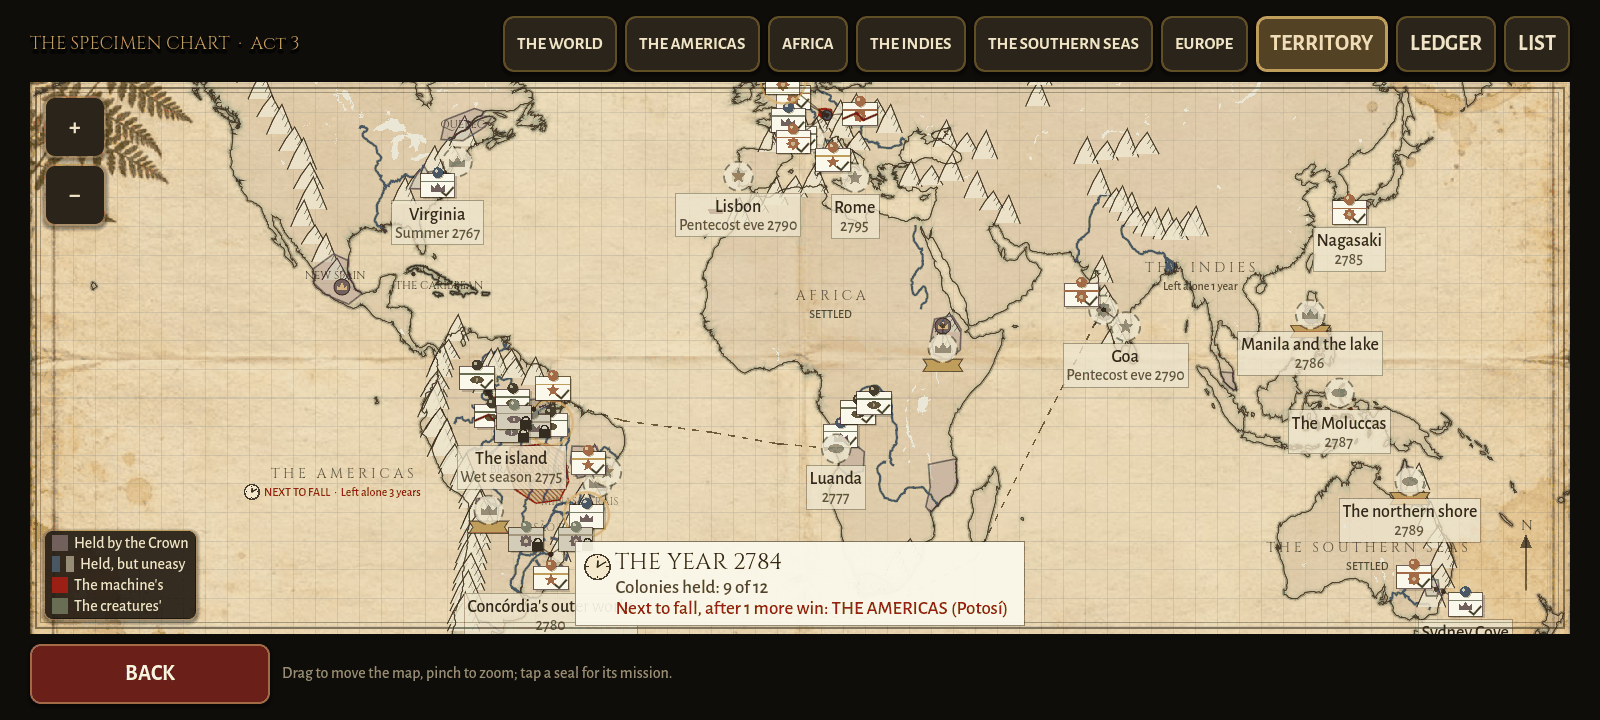 THE SPECIMEN CHART · ACT 3
THE WORLD
THE AMERICAS
AFRICA
THE INDIES
THE SOUTHERN SEAS
EUROPE
TERRITORY
LEDGER
LIST
+
−
QUEBEC
Virginia
Summer 2767
NEW SPAIN
THE CARIBBEAN
Lisbon
Pentecost eve 2790
Rome
2795
Nagasaki
2785
THE INDIES
Left alone 1 year
AFRICA
SETTLED
Goa
Pentecost eve 2790
Manila and the lake
2786
The Moluccas
2787
The island
Wet season 2775
THE AMERICAS
NEXT TO FALL · Left alone 3 years
Luanda
2777
The northern shore
2789
N
THE SOUTHERN SEAS
SETTLED
Held by the Crown
Held, but uneasy
The machine's
The creatures'
Concórdia's outer
2780
THE YEAR 2784
Colonies held: 9 of 12
Next to fall, after 1 more win: THE AMERICAS (Potosí)
Sydney Cove
BACK
Drag to move the map, pinch to zoom; tap a seal for its mission.